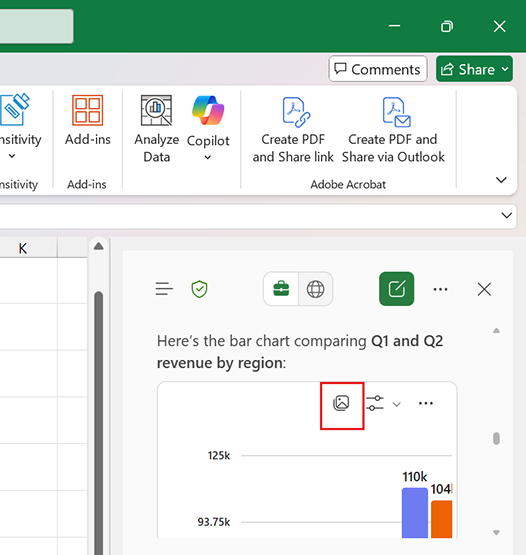 Comments
Share
Add-ins
Analyze
Data
Copilot
Create PDF
and Share link
Create PDF and
Share via Outlook
nsitivity
nsitivity
Add-ins
Adobe Acrobat
K
Here's the bar chart comparing Q1 and Q2
revenue by region:
125k
110k
104
93.75k